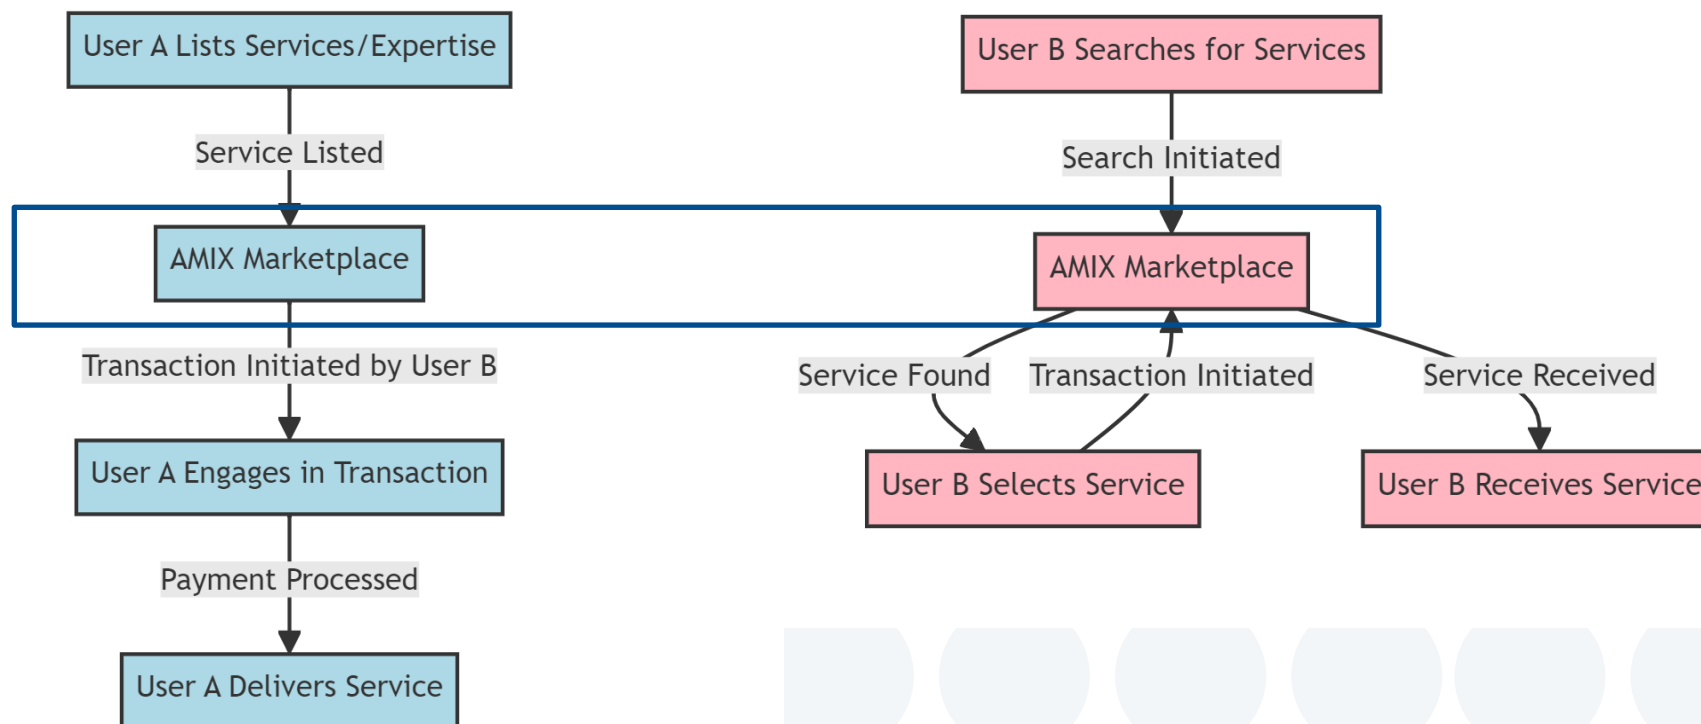 User A Lists Services/Expertise
User B Searches for Services
Service Listed
Search Initiated
AMIX Marketplace
AMIX Marketplace
Transaction Initiated by User B
Service Found
Transaction Initiated
Service Received
User A Engages in Transaction
User B Selects Service
User B Receives Service
Payment Processed
User A Delivers Service